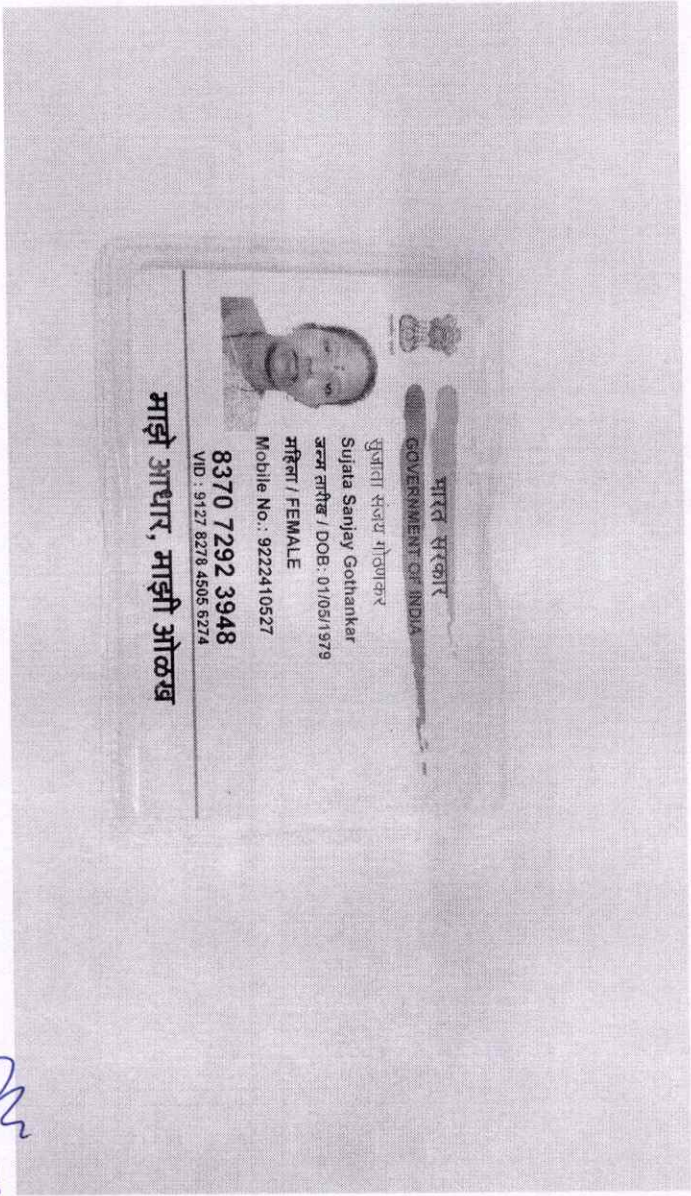 भारत सरकार
GOVERNMENT OF INDIA
सुजाता संजय गोठणकर
Sujata Sanjay Gothankar
जन्म तारीख / DOB: 01/05/1979
महिला / FEMALE
Mobile No.: 9222410527
8370 7292 3948
VID : 9127 8278 4505 6274
माझे आधार, माझी ओळख